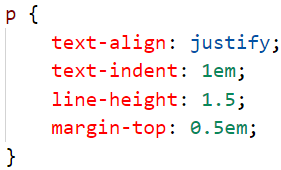 p {
    text-align: justify;
    text-indent: 1em;
    line-height: 1.5;
    margin-top: 0.5em;
}